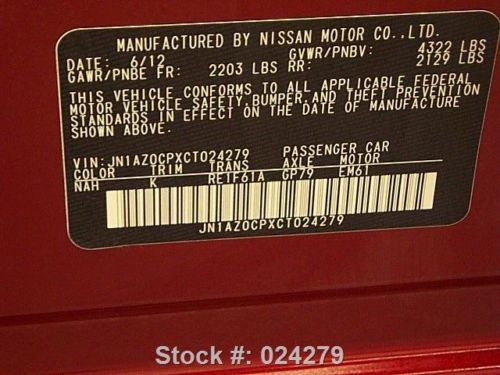 MANUFACTURED BY NISSAN MOTOR CO.,LTD.
DATE: 6/12 GVWR/PNBV: 4322 LBS
GAWR/PNBE FR: 2203 LBS RR: 2129 LBS
THIS VEHICLE CONFORMS TO ALL APPLICABLE FEDERAL
MOTOR VEHICLE SAFETY,BUMPER,AND THEFT PREVENTION
STANDARDS IN EFFECT ON THE DATE OF MANUFACTURE
SHOWN ABOVE.
VIN:JN1AZ0CPXCT024279 PASSENGER CAR
COLOR TRIM TRANS AXLE MOTOR
NAH K RE1F61A GP79 EM61
JN1AZ0CPXCT024279
Stock #: 024279